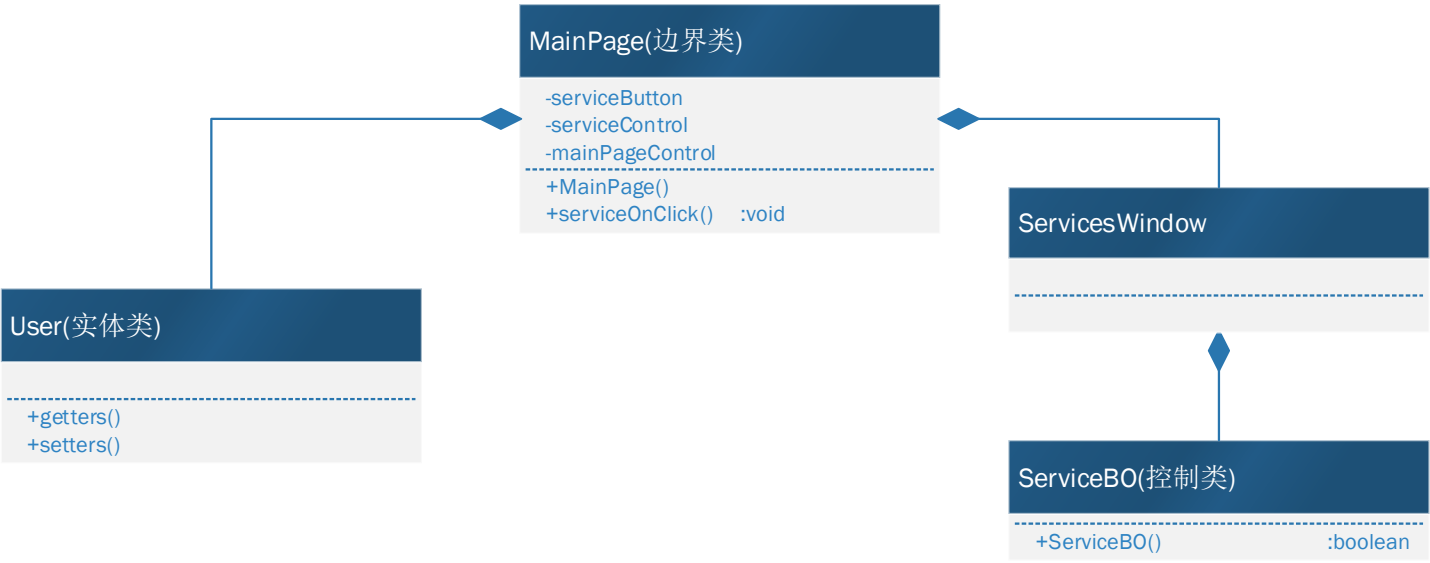 MainPage(边界类)
-serviceButton
-serviceControl
-mainPageControl
+MainPage()
+serviceOnClick() :void
ServicesWindow
User(实体类)
+getters()
+setters()
ServiceBO(控制类)
+ServiceBO() :boolean